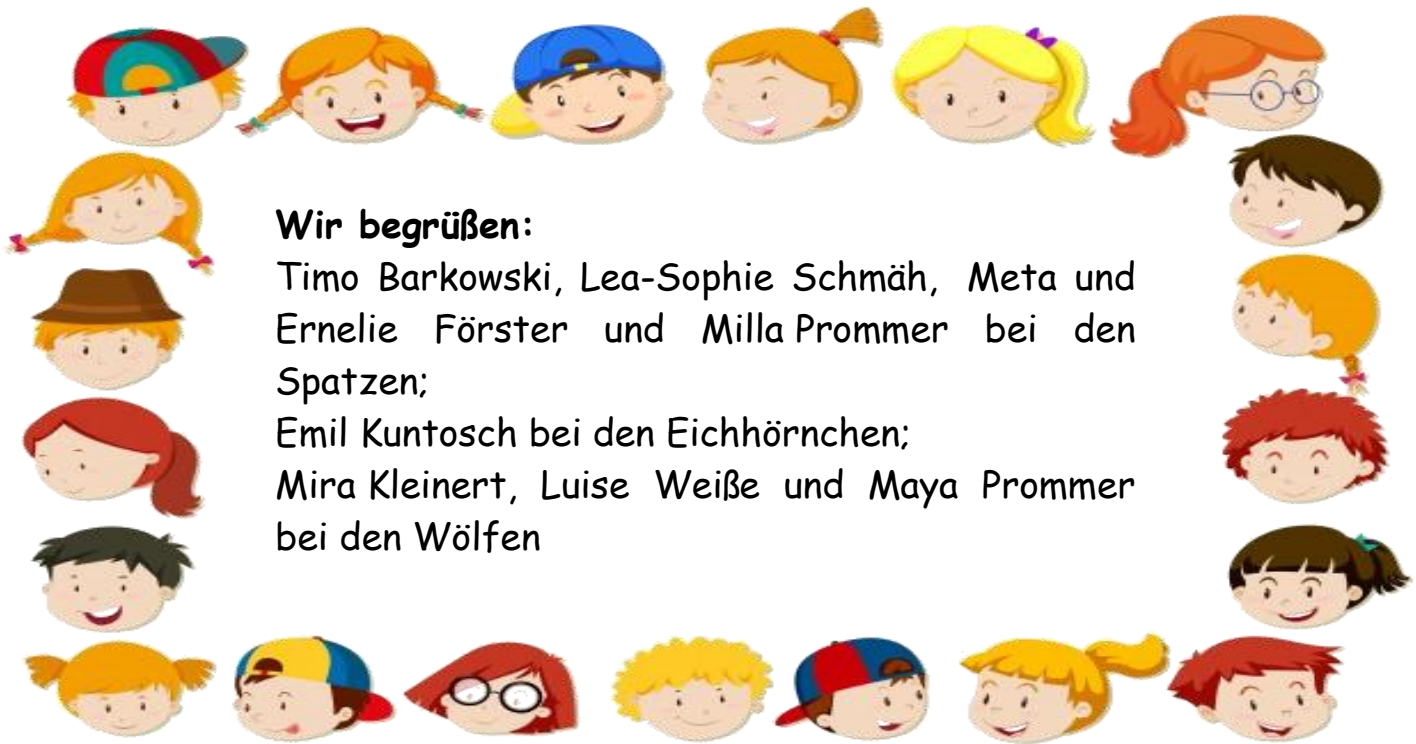 Wir begrüßen:
Timo Barkowski, Lea-Sophie Schmäh, Meta und
Ernelie Förster und Milla Prommer bei den
Spatzen;
Emil Kuntosch bei den Eichhörnchen;
Mira Kleinert, Luise Weiße und Maya Prommer
bei den Wölfen